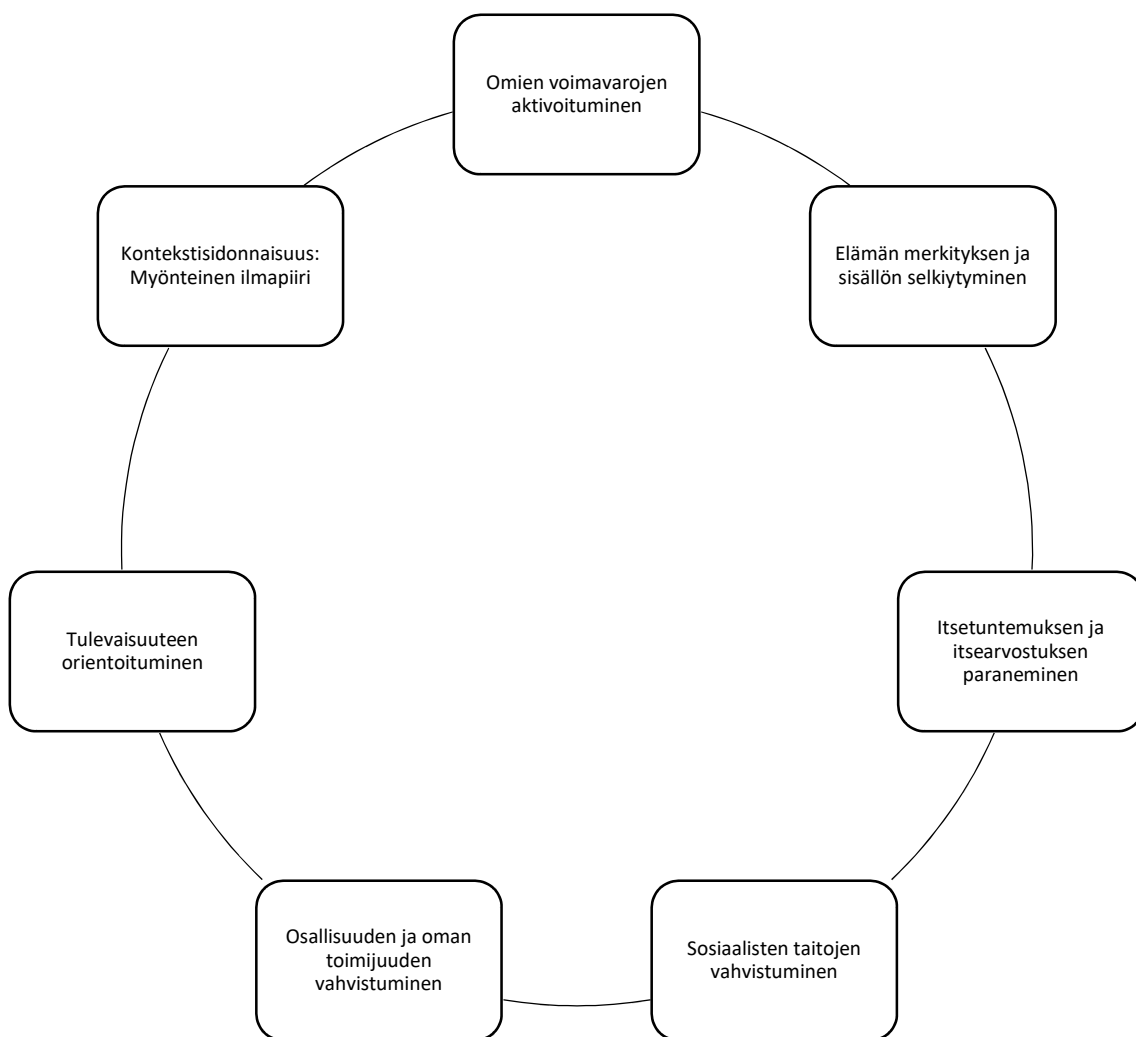 Omien voimavarojen
aktivoituminen
Elämän merkityksen ja
sisällön selkiytyminen
Itsetuntemuksen ja
itsearvostuksen
paraneminen
Sosiaalisten taitojen
vahvistuminen
Osallisuuden ja oman
toimijuuden
vahvistuminen
Tulevaisuuteen
orientoituminen
Kontekstisidonnaisuus:
Myönteinen ilmapiiri